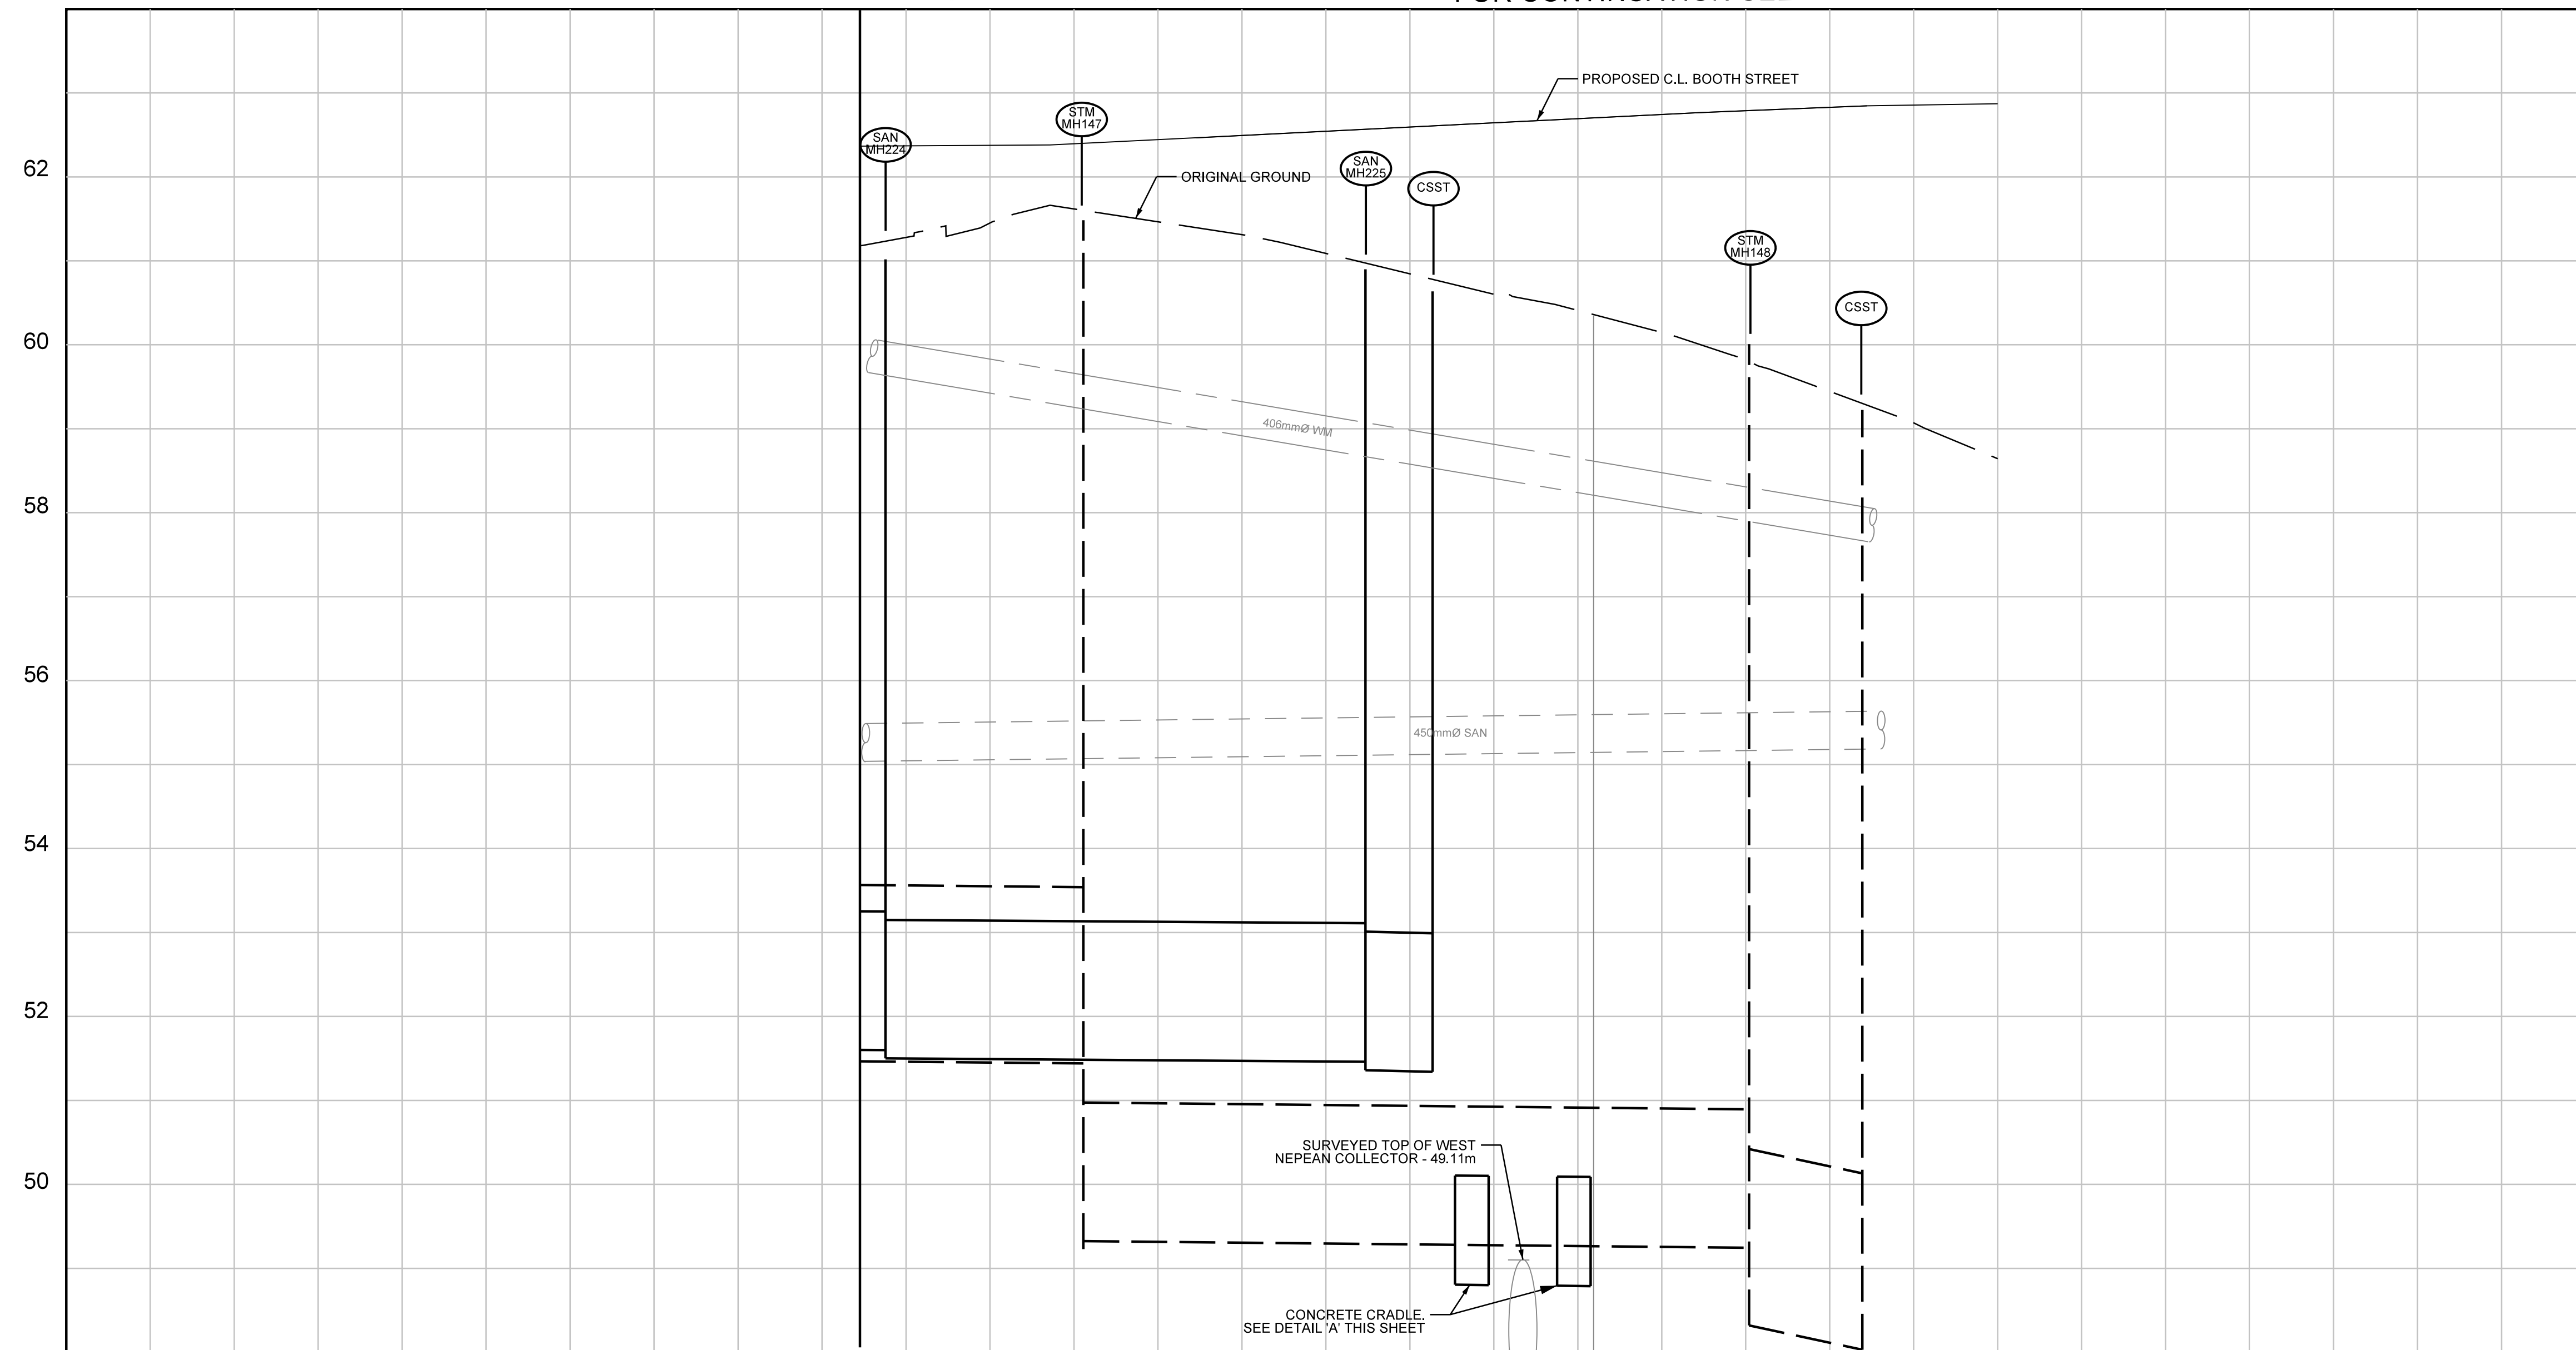 PROPOSED C.L. BOOTH STREET
STM
MH147
SAN
MH224
62
ORIGINAL GROUND
SAN
MH225
CSST
STM
MH148
CSST
60
406mmØ WM
58
56
450mmØ SAN
54
52
50
SURVEYED TOP OF WEST
NEPEAN COLLECTOR - 49.11m
CONCRETE CRADLE.
SEE DETAIL 'A' THIS SHEET